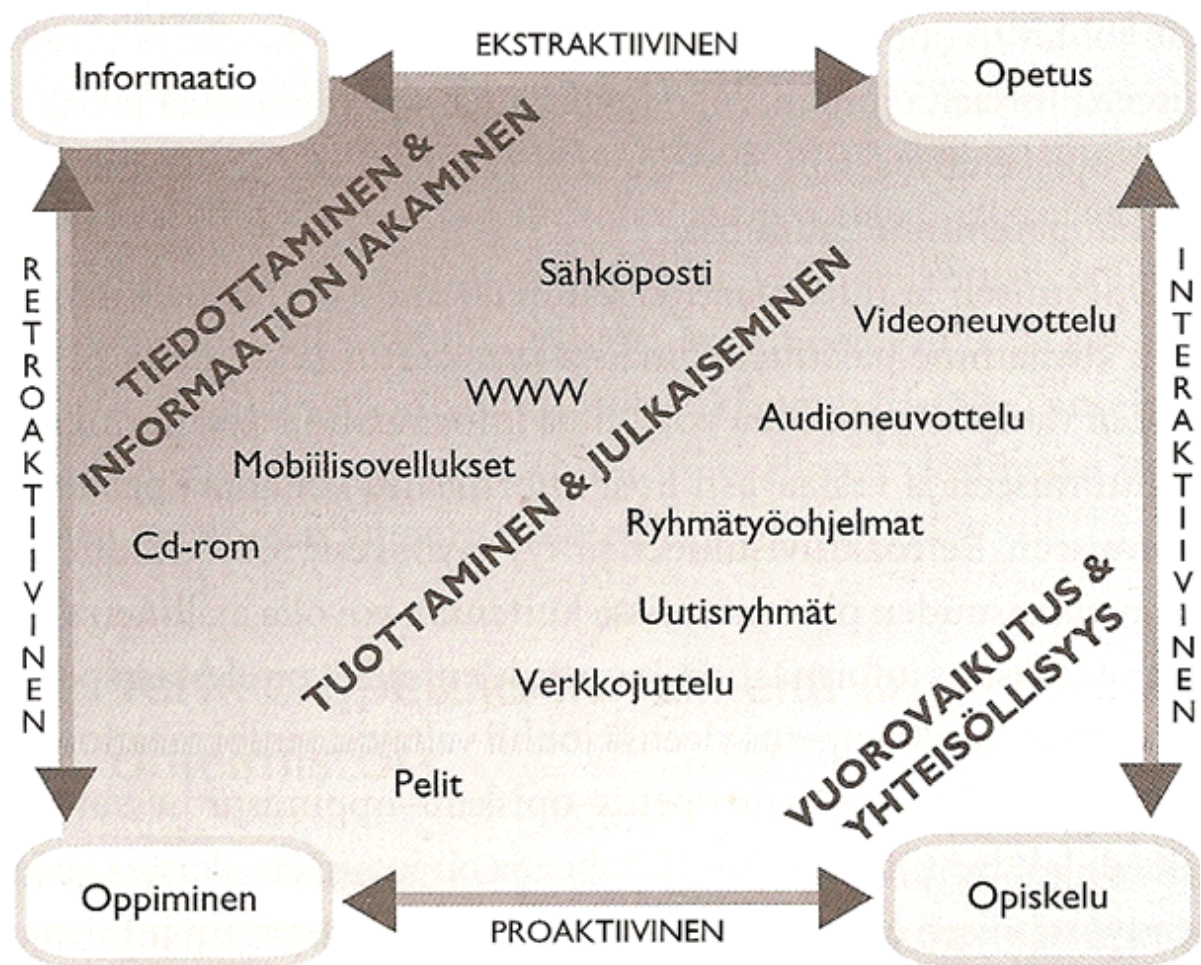 EKSTRAKTIIVINEN
Informaatio
Opetus
TIEDOTTAMINEN &
INFORMAATION JAKAMINEN
RETROAKTIIVINEN
INTERAKTIIVINEN
Sähköposti
Videoneuvottelu
WWW
Audioneuvottelu
Mobiilisovellukset
TUOTTAMINEN & JULKAISEMINEN
Cd-rom
Ryhmätyöohjelmat
Uutisryhmät
Verkkojuttelu
VUOROVAIKUTUS &
YHTEISÖLLISYYS
Pelit
Oppiminen
Opiskelu
PROAKTIIVINEN